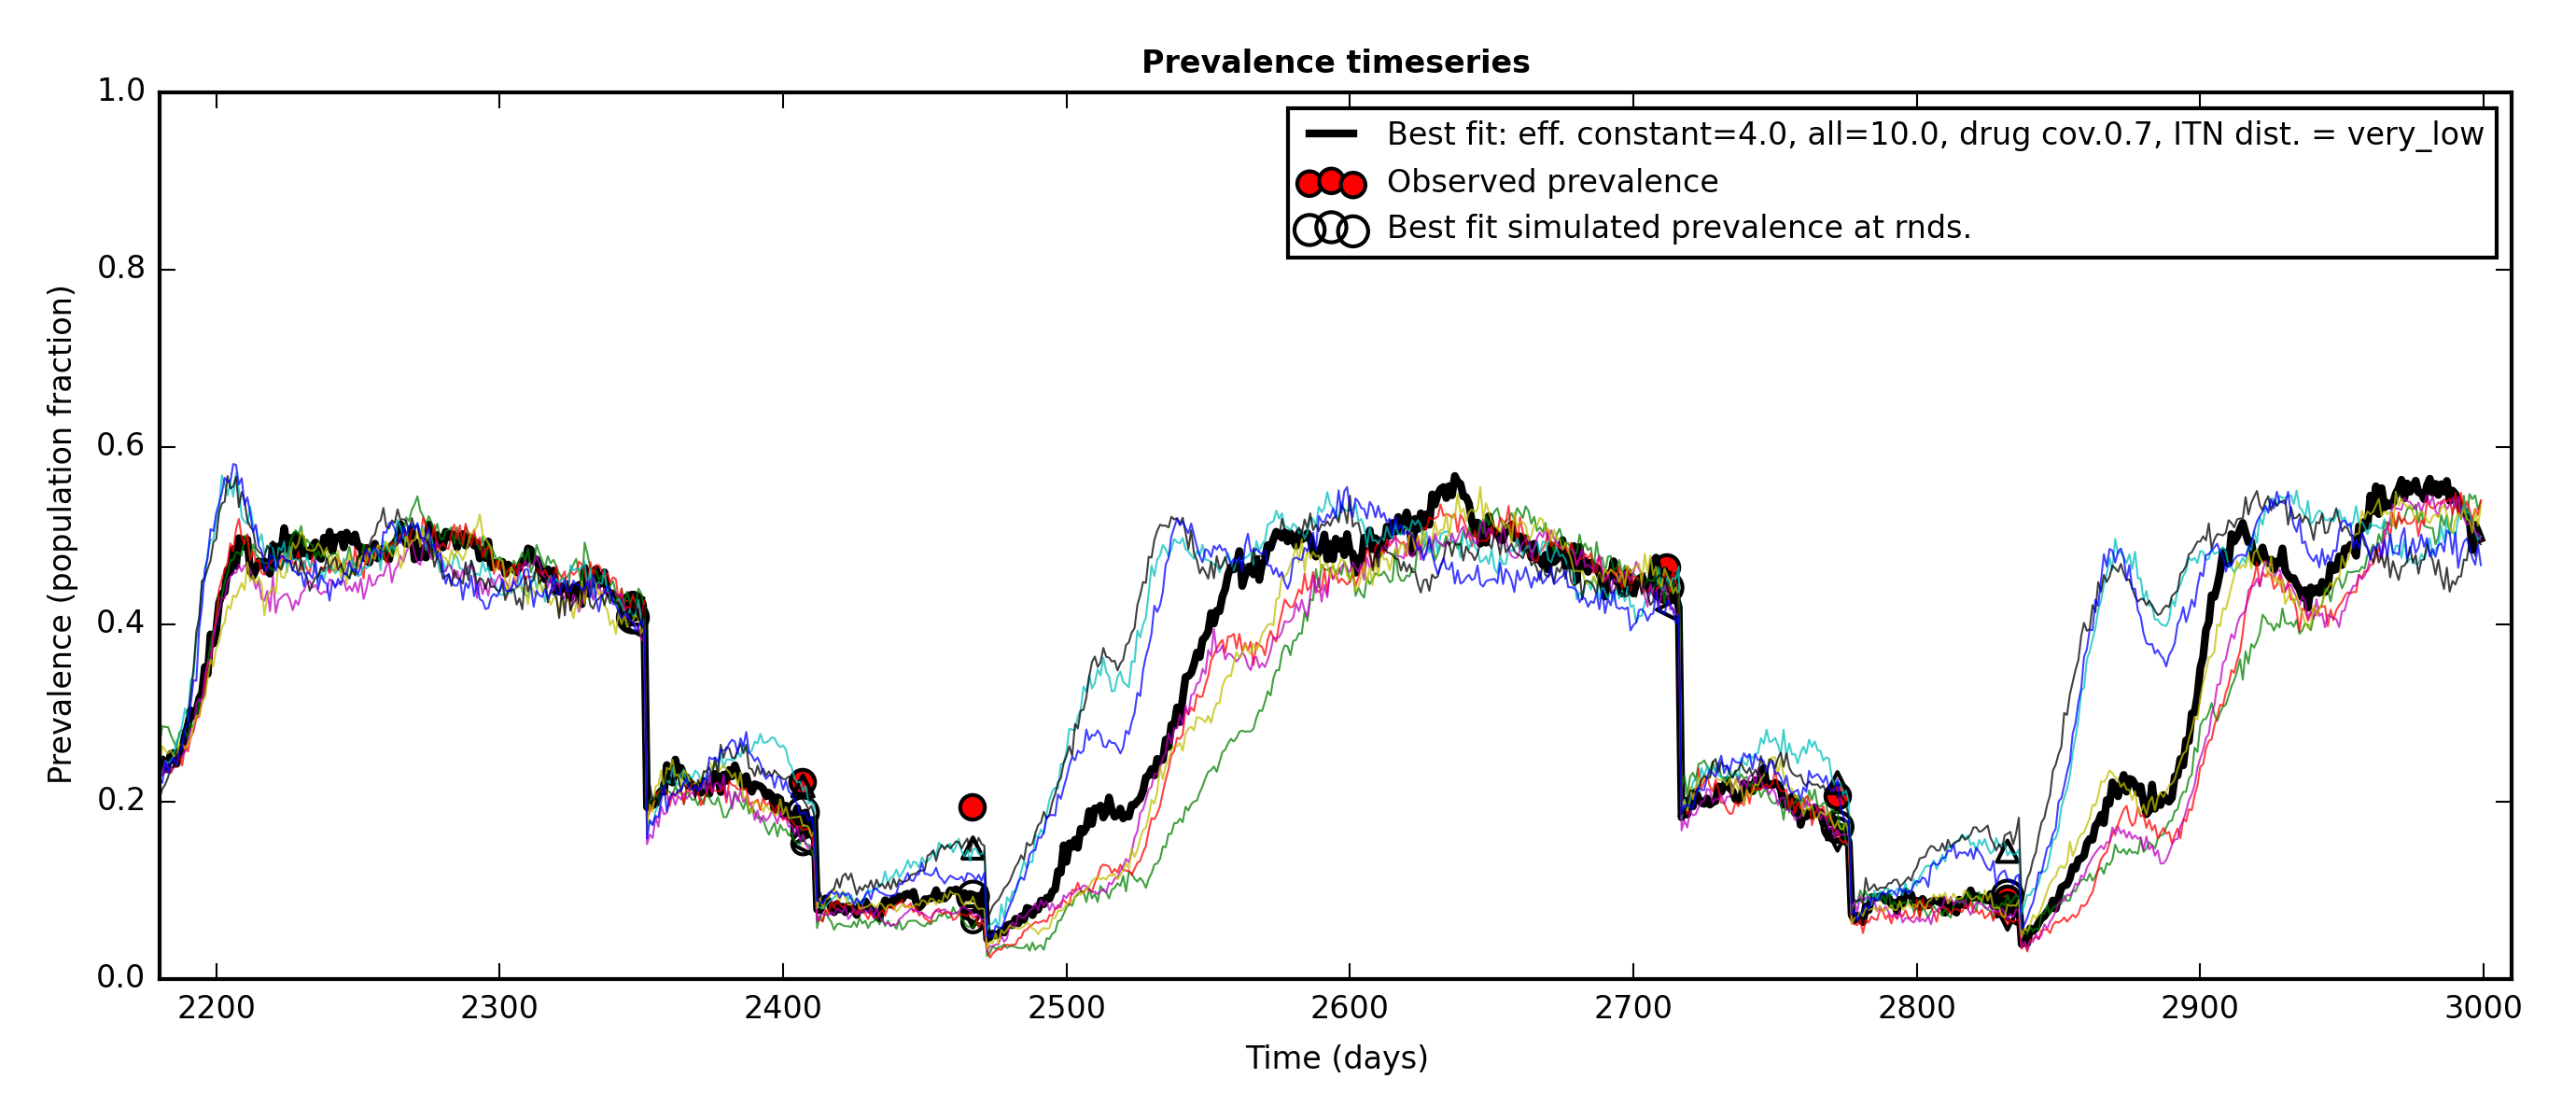 Prevalence timeseries
Best fit: eff. constant=4.0, all=10.0, drug cov.0.7, ITN dist. = very_low
Observed prevalence
Best fit simulated prevalence at rnds.
Prevalence (population fraction)
1.0
0.8
0.6
0.4
0.2
0.0
2200 2300 2400 2500 2600 2700 2800 2900 3000
Time (days)